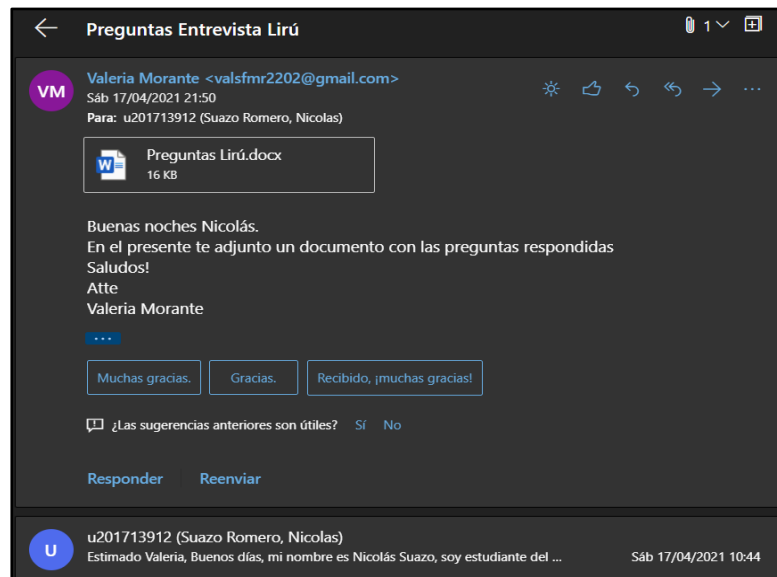 Preguntas Entrevista Lirú
1
VM
Valeria Morante <valsfmr2202@gmail.com>
Sáb 17/04/2021 21:50
Para: u201713912 (Suazo Romero, Nicolas)
W
Preguntas Lirú.docx
16 KB
Buenas noches Nicolás.
En el presente te adjunto un documento con las preguntas respondidas
Saludos!
Atte
Valeria Morante
...
Muchas gracias. Gracias. Recibido, ¡muchas gracias!
¿Las sugerencias anteriores son útiles? Sí No
Responder Reenviar
U
u201713912 (Suazo Romero, Nicolas)
Estimado Valeria, Buenos días, mi nombre es Nicolás Suazo, soy estudiante del ... Sáb 17/04/2021 10:44